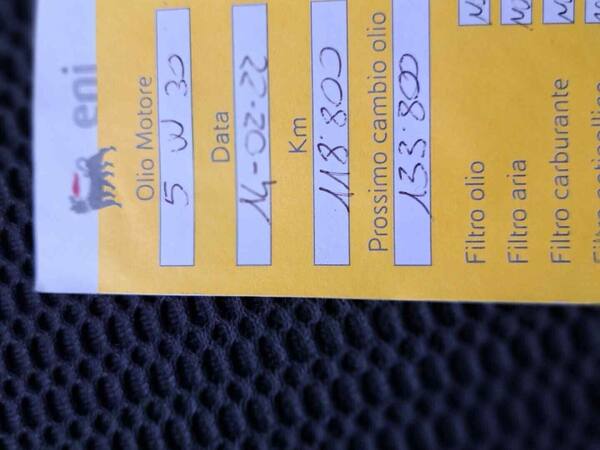 eni
Olio Motore
5 W 30
Data
14-02-22
Km
118.800
Prossimo cambio olio
133.800
Filtro olio
Filtro aria
Filtro carburante